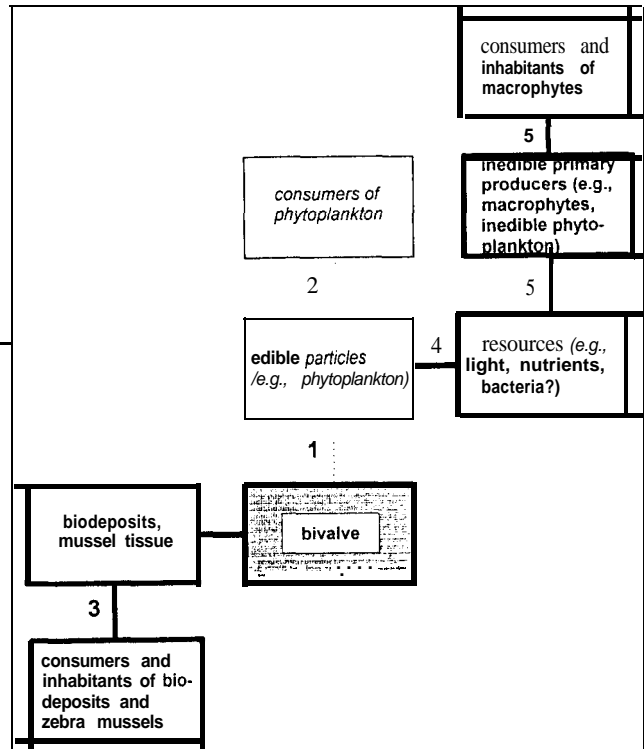 consumers and
inhabitants of
macrophytes
5
inedible primary
producers (e.g.,
macrophytes,
inedible phyto-
plankton)
consumers of
phytoplankton
2
5
edible particles
/e.g., phytoplankton)
4
resources (e.g.,
light, nutrients,
bacteria?)
1
biodeposits,
mussel tissue
bivalve
3
consumers and
inhabitants of bio-
deposits and
zebra mussels